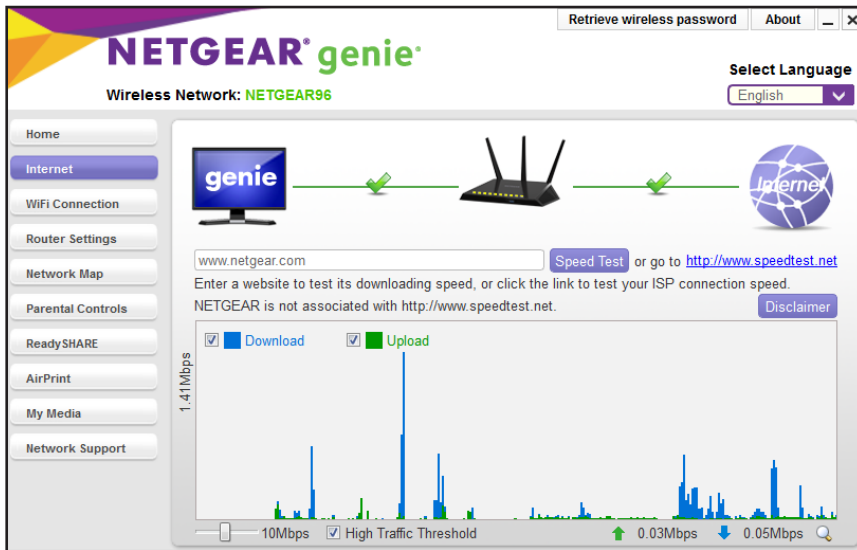 Retrieve wireless password About
NETGEAR® genie®
Select Language
Wireless Network: NETGEAR96
English
Home
Internet
WiFi Connection
Router Settings
Network Map
Parental Controls
ReadySHARE
AirPrint
My Media
Network Support
genie
Internet
www.netgear.com Speed Test or go to http://www.speedtest.net
Enter a website to test its downloading speed, or click the link to test your ISP connection speed.
NETGEAR is not associated with http://www.speedtest.net. Disclaimer
Download Upload
1.41Mbps
10Mbps High Traffic Threshold 0.03Mbps 0.05Mbps